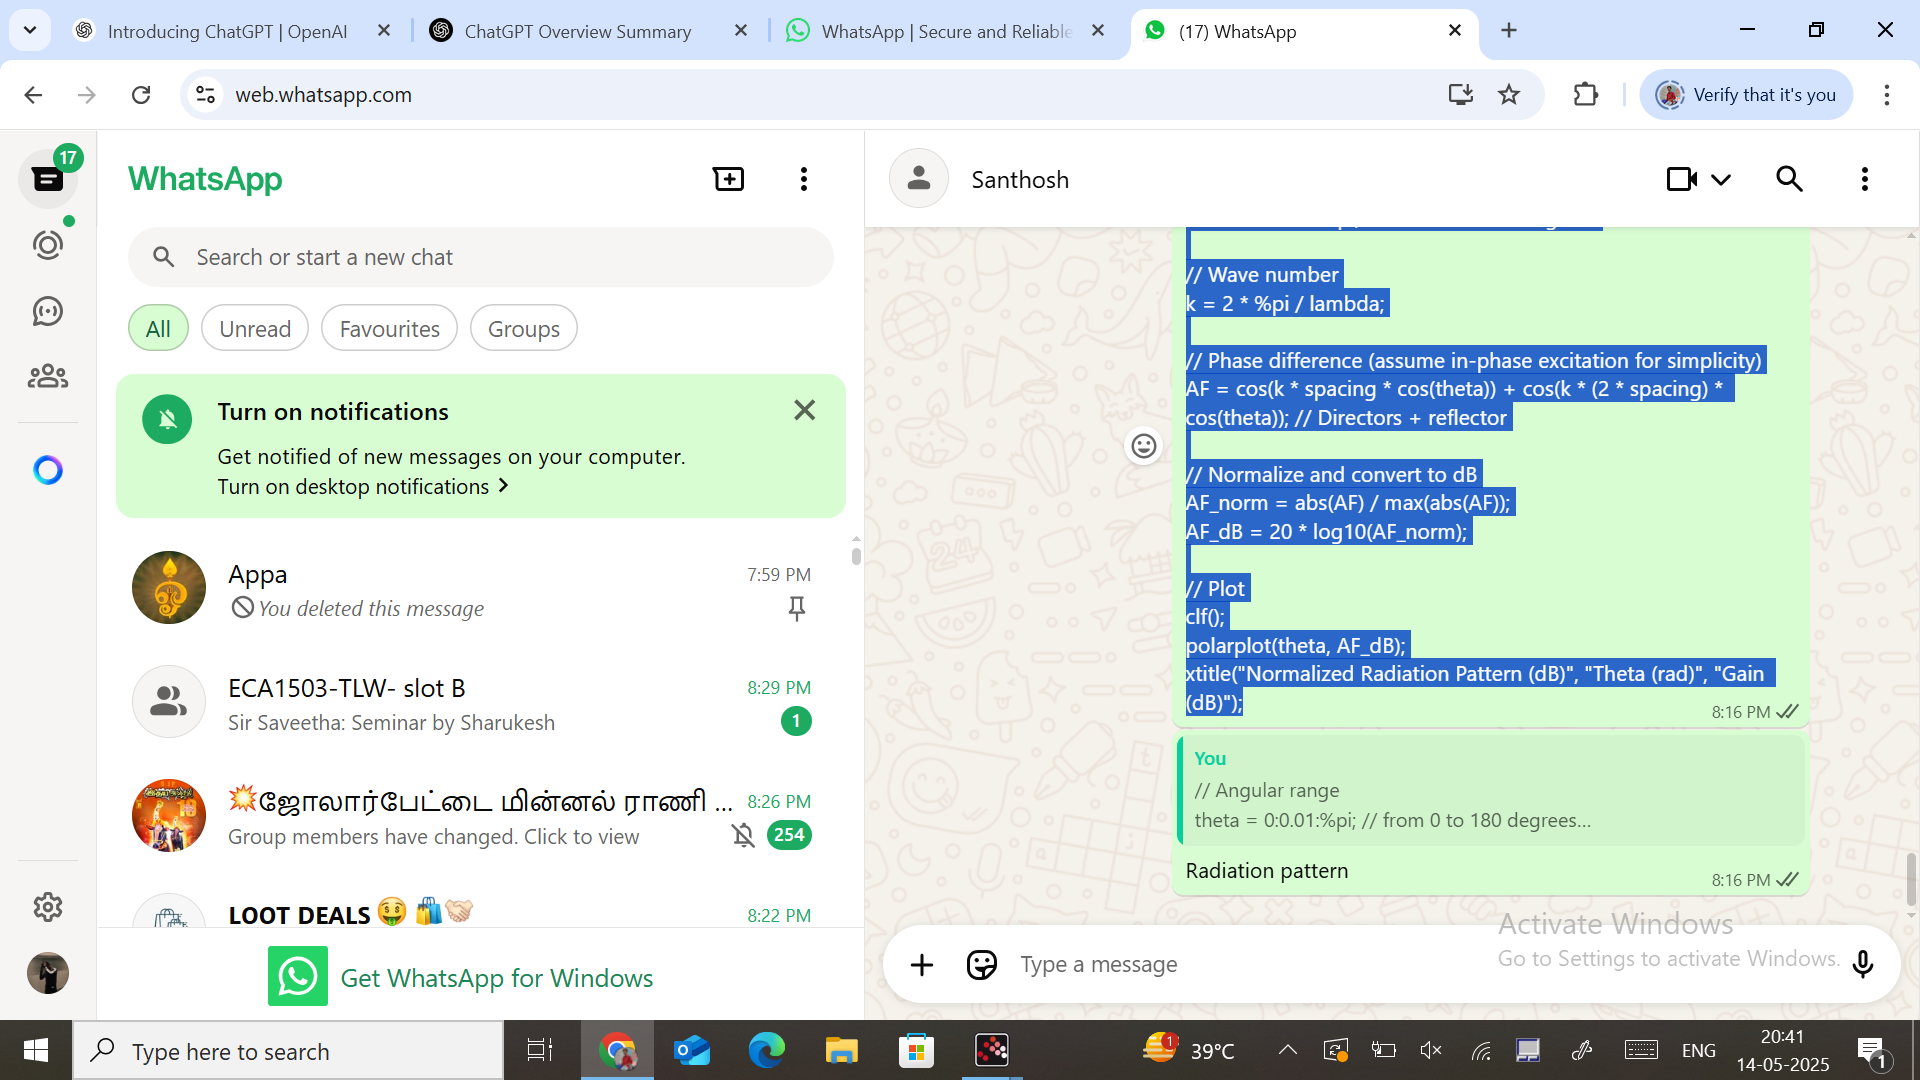 Introducing ChatGPT | OpenAI
ChatGPT Overview Summary
WhatsApp | Secure and Reliable
(17) WhatsApp
web.whatsapp.com
Verify that it's you
17
WhatsApp
Search or start a new chat
All
Unread
Favourites
Groups
Turn on notifications
Get notified of new messages on your computer.
Turn on desktop notifications
Appa
7:59 PM
You deleted this message
ECA1503-TLW- slot B
8:29 PM
Sir Saveetha: Seminar by Sharukesh
1
💥ஜோலார்பேட்டை மின்னல் ராணி ...
8:26 PM
Group members have changed. Click to view
254
LOOT DEALS 🤑 🛍️🤝🏻
8:22 PM
Get WhatsApp for Windows
Santhosh
// Wave number
k = 2 * %pi / lambda;
// Phase difference (assume in-phase excitation for simplicity)
AF = cos(k * spacing * cos(theta)) + cos(k * (2 * spacing) *
cos(theta)); // Directors + reflector
// Normalize and convert to dB
AF_norm = abs(AF) / max(abs(AF));
AF_dB = 20 * log10(AF_norm);
// Plot
clf();
polarplot(theta, AF_dB);
xtitle("Normalized Radiation Pattern (dB)", "Theta (rad)", "Gain
(dB)");
8:16 PM
You
// Angular range
theta = 0:0.01:%pi; // from 0 to 180 degrees...
Radiation pattern
8:16 PM
Activate Windows
Go to Settings to activate Windows.
Type a message
Type here to search
1
39°C
ENG
20:41
14-05-2025
1